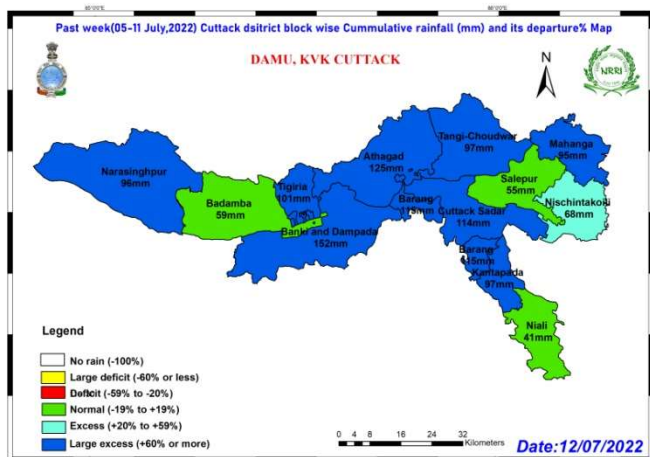 Past week(05-11 July,2022) Cuttack dsitrict block wise Cummulative rainfall (mm) and its departure% Map
DAMU, KVK CUTTACK
NRRI
N
Tangi-Choudwar
97mm
Mahanga
Athagad
125mm
Narasinghpur
96mm
Salepur
55mm
Tigiria
101mm
Badamba
59mm
Nischintakoili
68mm
Barang
115mm
Cuttack Sadar
114mm
Banki and Dampada
152mm
Barang
115mm
Kantapada
97mm
Niali
41mm
Legend
No rain (-100%)
Large deficit (-60% or less)
Deficit (-59% to -20%)
Normal (-19% to +19%)
Excess (+20% to +59%)
Large excess (+60% or more)
0 4 8 16 24 32
Kilometers
Date:12/07/2022